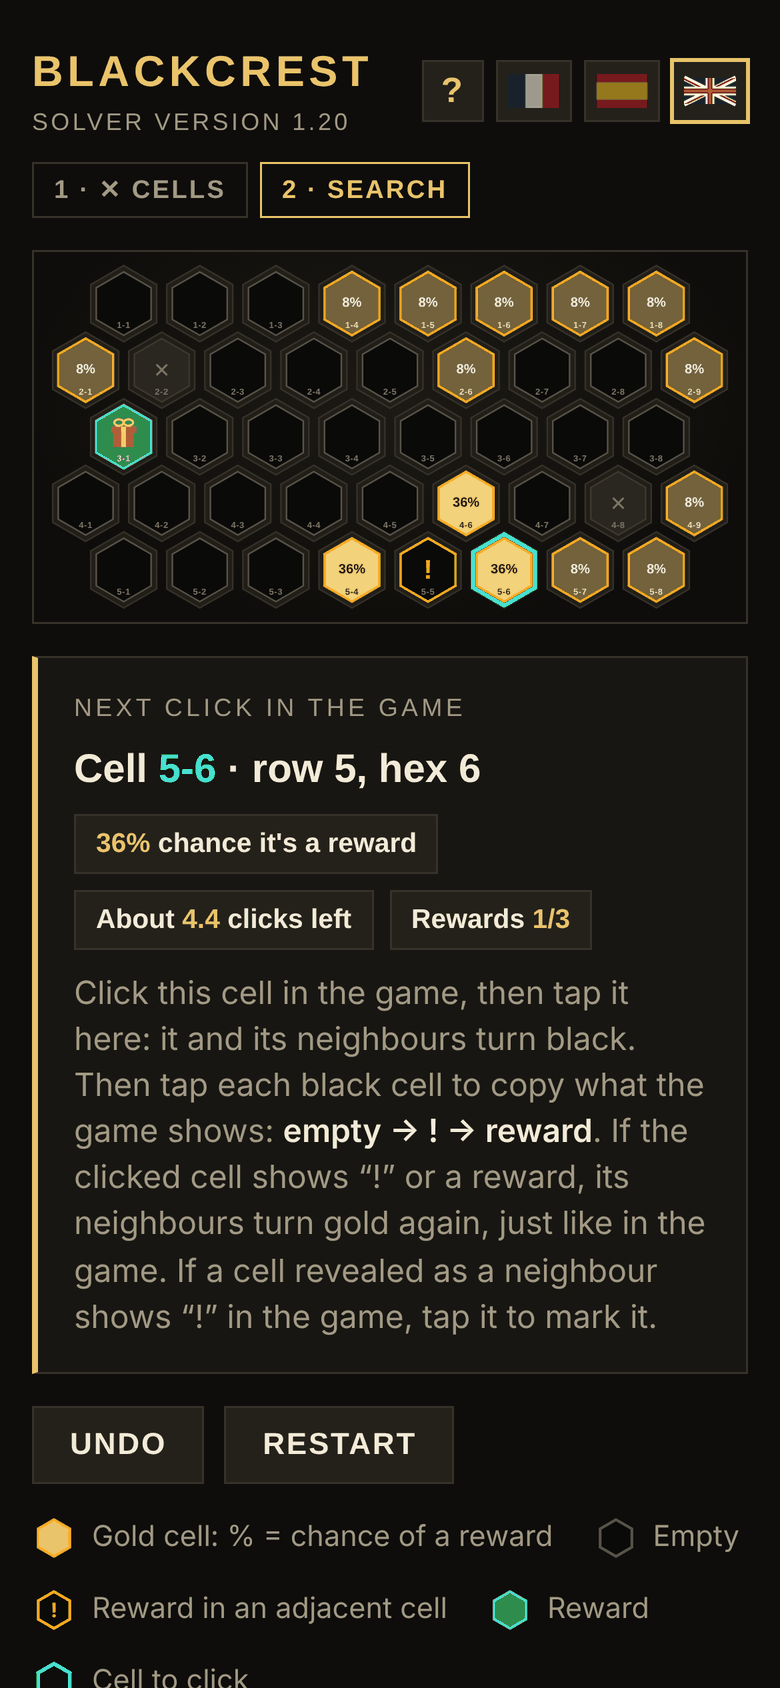 BLACKCREST
SOLVER VERSION 1.20
?
1 · ✕ CELLS
2 · SEARCH
1-1 1-2 1-3 8% 1-4 8% 1-5 8% 1-6 8% 1-7 8% 1-8
8% 2-1 ✕ 2-2 2-3 2-4 2-5 8% 2-6 2-7 2-8 8% 2-9
3-1 3-2 3-3 3-4 3-5 3-6 3-7 3-8
4-1 4-2 4-3 4-4 4-5 36% 4-6 4-7 ✕ 4-8 8% 4-9
5-1 5-2 5-3 36% 5-4 ! 5-5 36% 5-6 8% 5-7 8% 5-8
NEXT CLICK IN THE GAME
Cell 5-6 · row 5, hex 6
36% chance it's a reward
About 4.4 clicks left
Rewards 1/3
Click this cell in the game, then tap it
here: it and its neighbours turn black.
Then tap each black cell to copy what the
game shows: empty → ! → reward. If the
clicked cell shows “!” or a reward, its
neighbours turn gold again, just like in the
game. If a cell revealed as a neighbour
shows “!” in the game, tap it to mark it.
UNDO
RESTART
Gold cell: % = chance of a reward
Empty
! Reward in an adjacent cell
Reward
Cell to click